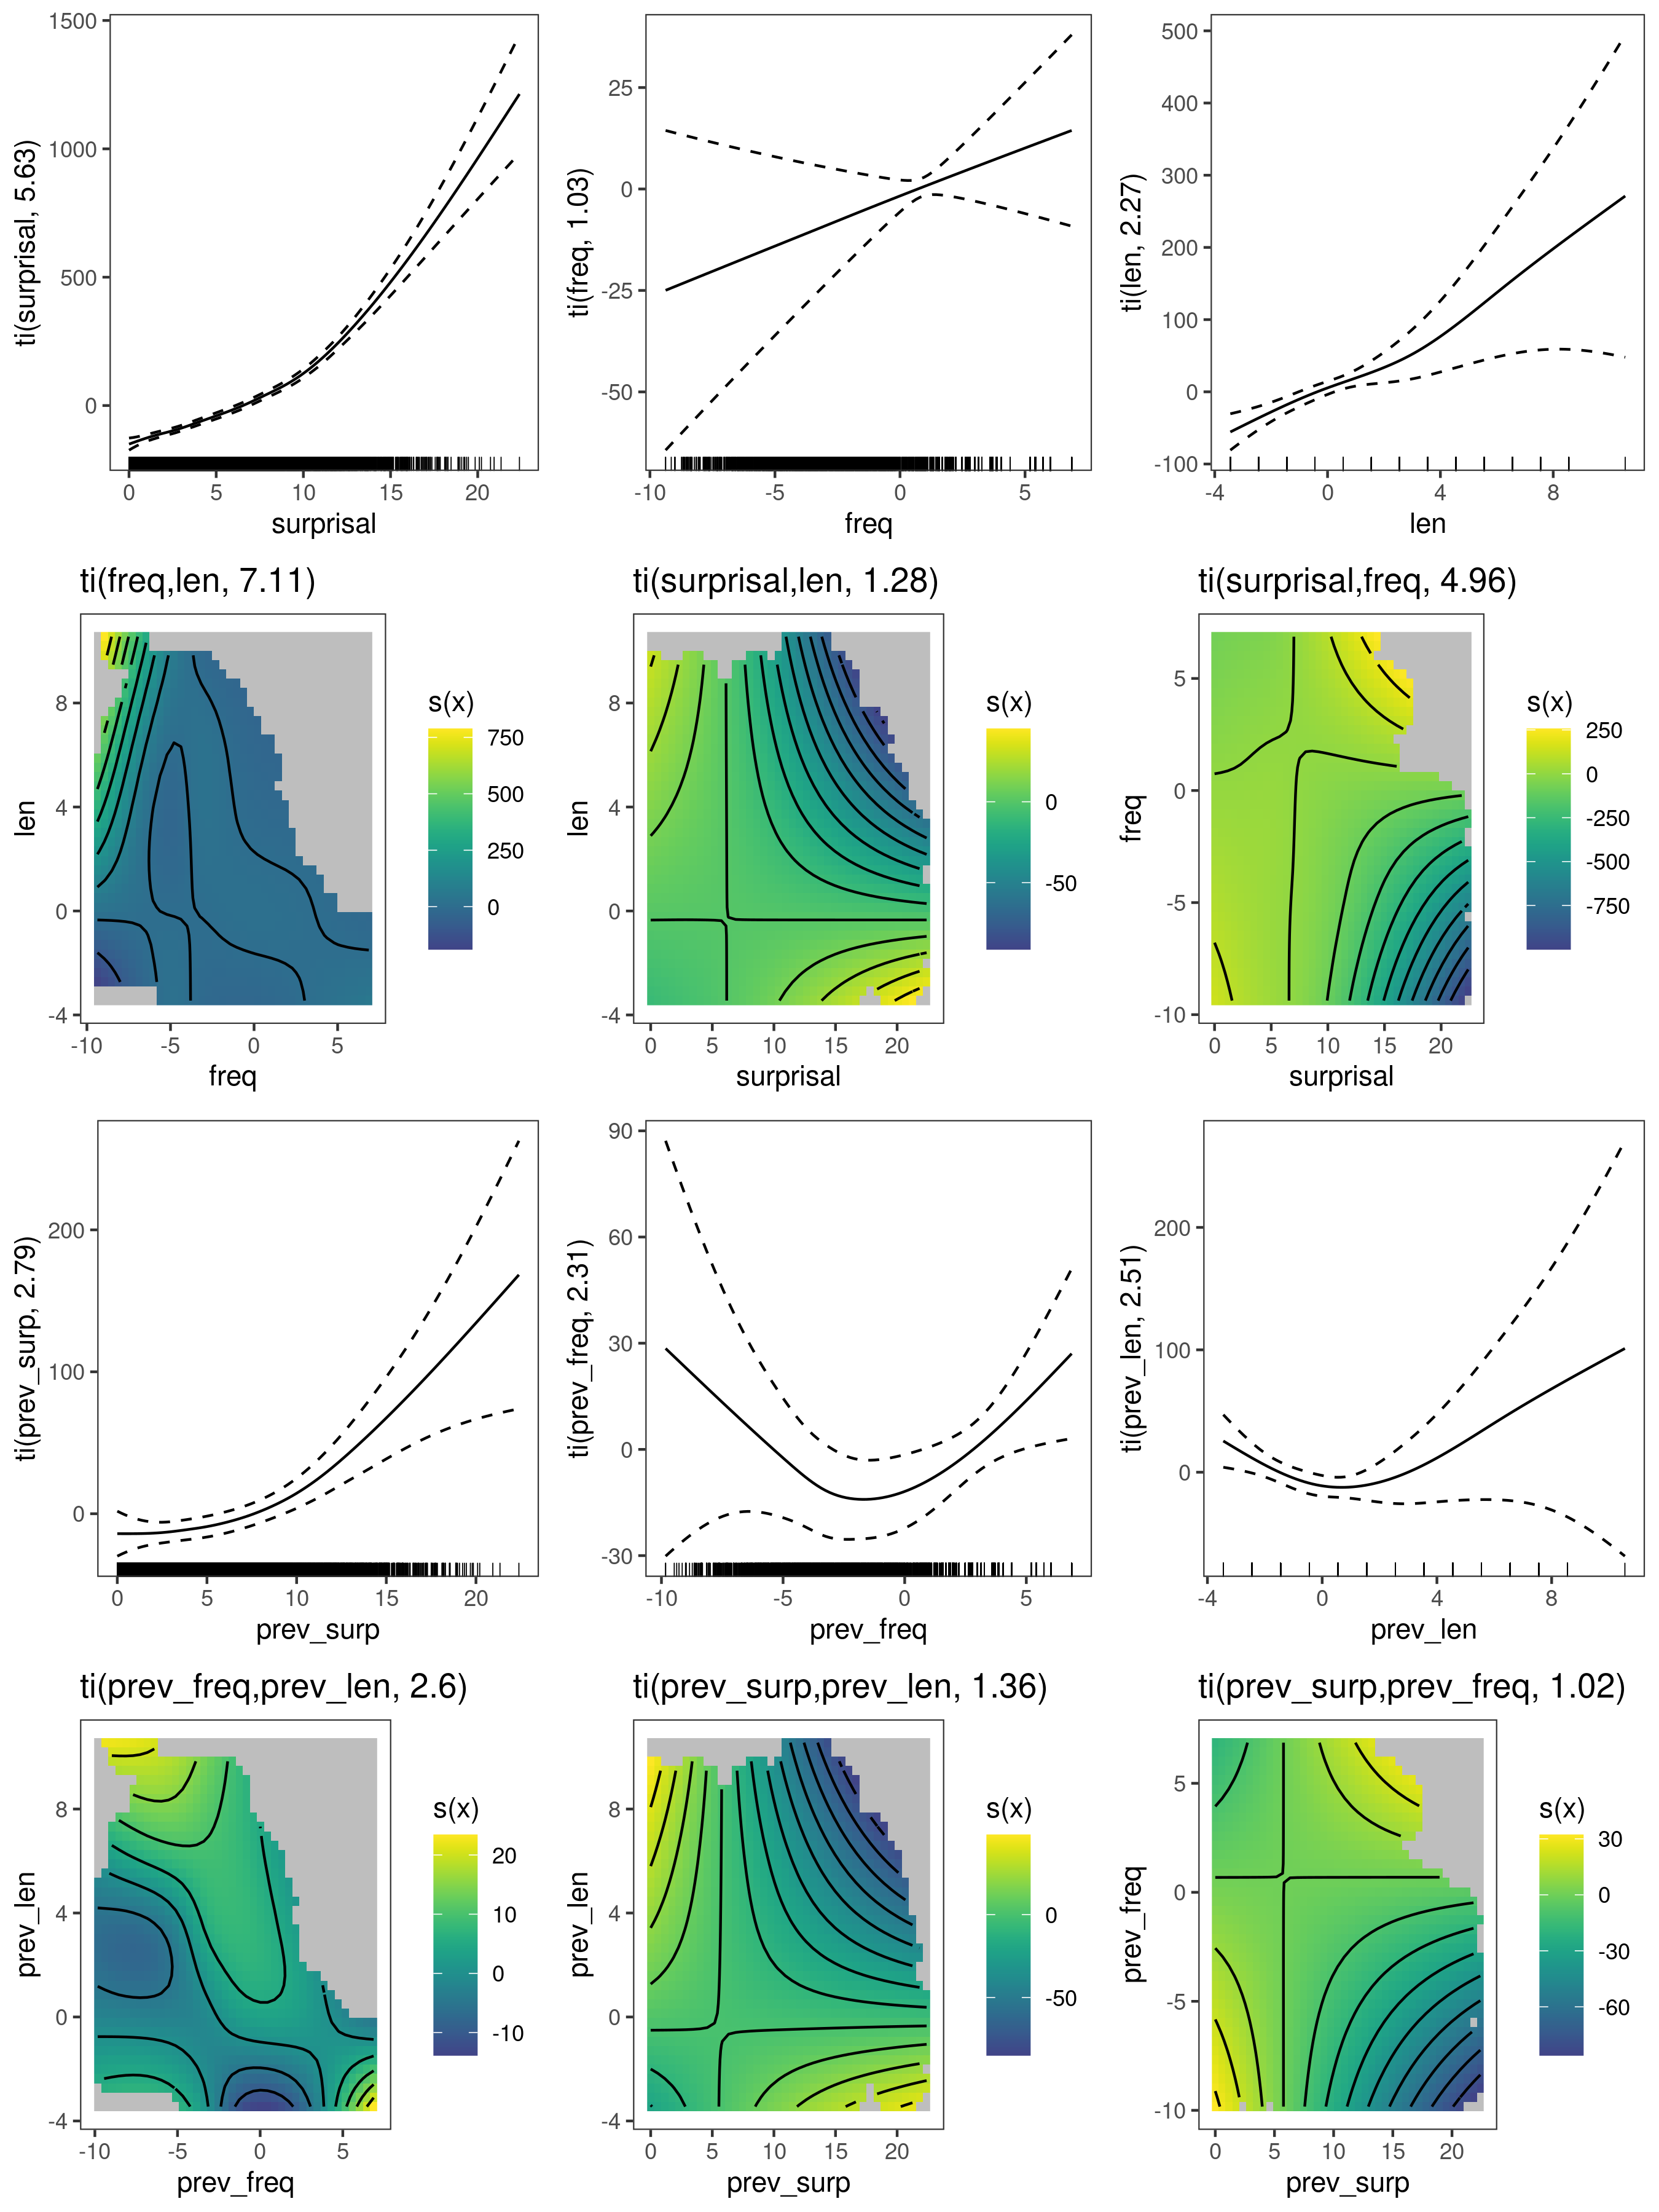 ti(surprisal, 5.63)
1500
1000
500
0
0 5 10 15 20
surprisal
ti(freq, 1.03)
25
0
-25
-50
-10 -5 0 5
freq
ti(len, 2.27)
500
400
300
200
100
0
-100
-4 0 4 8
len
ti(freq,len, 7.11)
len
8
4
0
-4
-10 -5 0 5
freq
s(x)
750
500
250
0
ti(surprisal,len, 1.28)
len
8
4
0
-4
0 5 10 15 20
surprisal
s(x)
0
-50
ti(surprisal,freq, 4.96)
freq
5
0
-5
-10
0 5 10 15 20
surprisal
s(x)
250
0
-250
-500
-750
ti(prev_surp, 2.79)
200
100
0
0 5 10 15 20
prev_surp
ti(prev_freq, 2.31)
90
60
30
0
-30
-10 -5 0 5
prev_freq
ti(prev_len, 2.51)
200
100
0
-4 0 4 8
prev_len
ti(prev_freq,prev_len, 2.6)
prev_len
8
4
0
-4
-10 -5 0 5
prev_freq
s(x)
20
10
0
-10
ti(prev_surp,prev_len, 1.36)
prev_len
8
4
0
-4
0 5 10 15 20
prev_surp
s(x)
0
-50
ti(prev_surp,prev_freq, 1.02)
prev_freq
5
0
-5
-10
0 5 10 15 20
prev_surp
s(x)
30
0
-30
-60